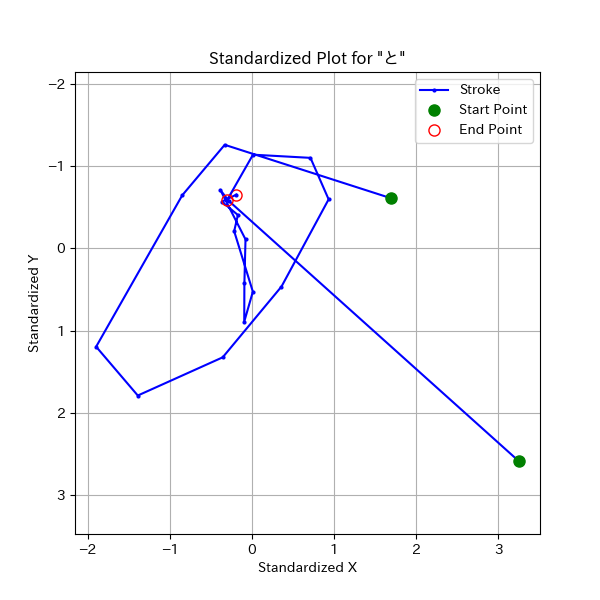 Standardized Plot for "と"
Stroke
Start Point
End Point
−2
−1
0
1
2
3
Standardized Y
−2 −1 0 1 2 3
Standardized X